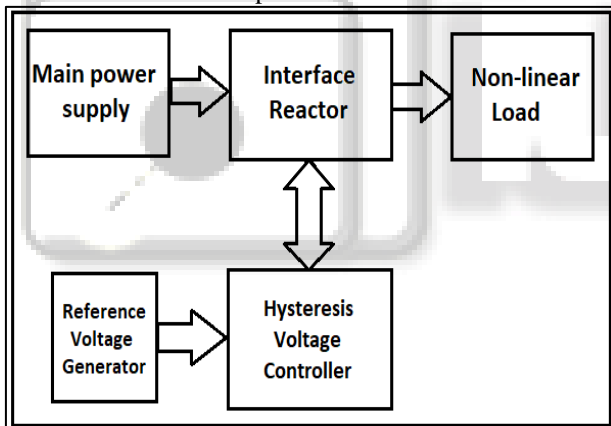 Main power
supply
Interface
Reactor
Non-linear
Load
Reference
Voltage
Generator
Hysteresis
Voltage
Controller